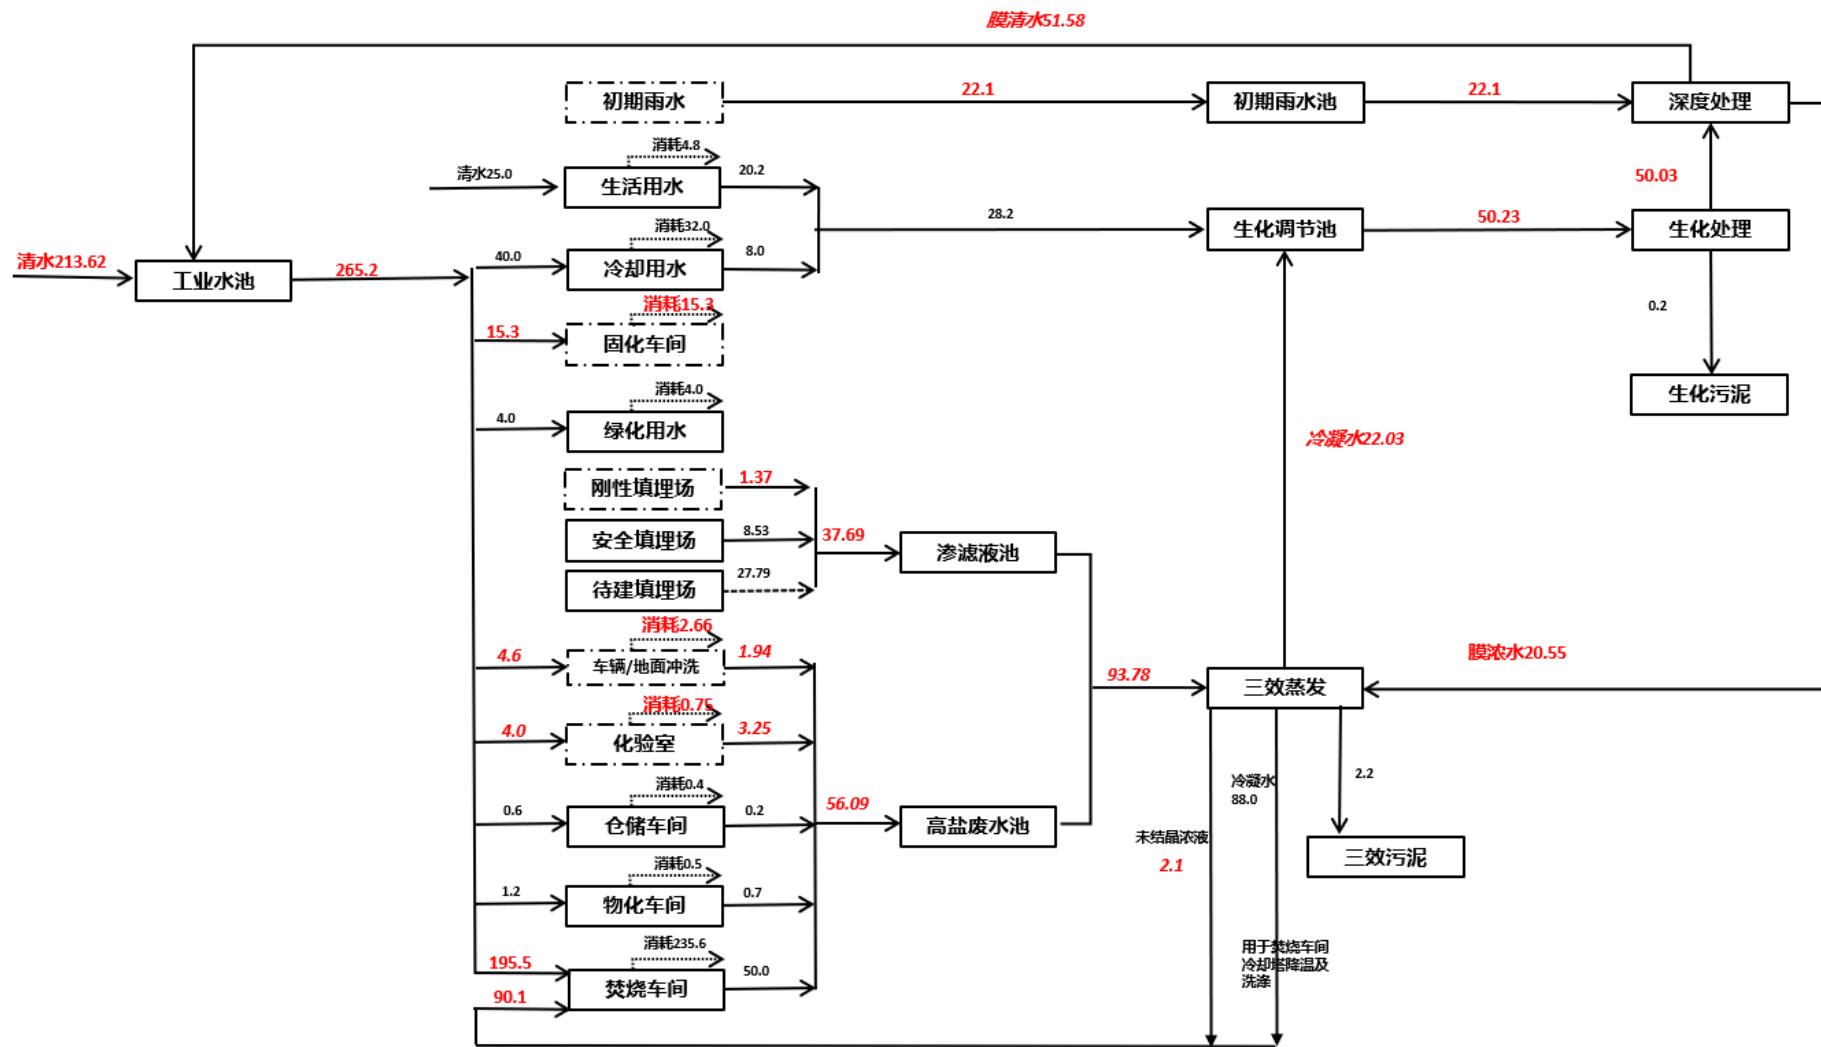 膜清水51.58
初期雨水
22.1
初期雨水池
22.1
深度处理
消耗4.8
清水25.0
生活用水
20.2
50.03
消耗32.0
28.2
生化调节池
50.23
生化处理
清水213.62
工业水池
265.2
40.0
冷却用水
8.0
消耗15.3
15.3
固化车间
0.2
消耗4.0
4.0
绿化用水
生化污泥
冷凝水22.03
刚性填埋场
1.37
安全填埋场
8.53
37.69
渗滤液池
待建填埋场
27.79
消耗2.66
4.6
车辆/地面冲洗
1.94
93.78
三效蒸发
膜浓水20.55
消耗0.75
4.0
化验室
3.25
消耗0.4
0.6
仓储车间
0.2
56.09
高盐废水池
冷凝水
88.0
2.2
未结晶浓液
2.1
三效污泥
消耗0.5
1.2
物化车间
0.7
消耗235.6
195.5
焚烧车间
50.0
90.1
用于焚烧车间
冷却塔降温及
洗涤